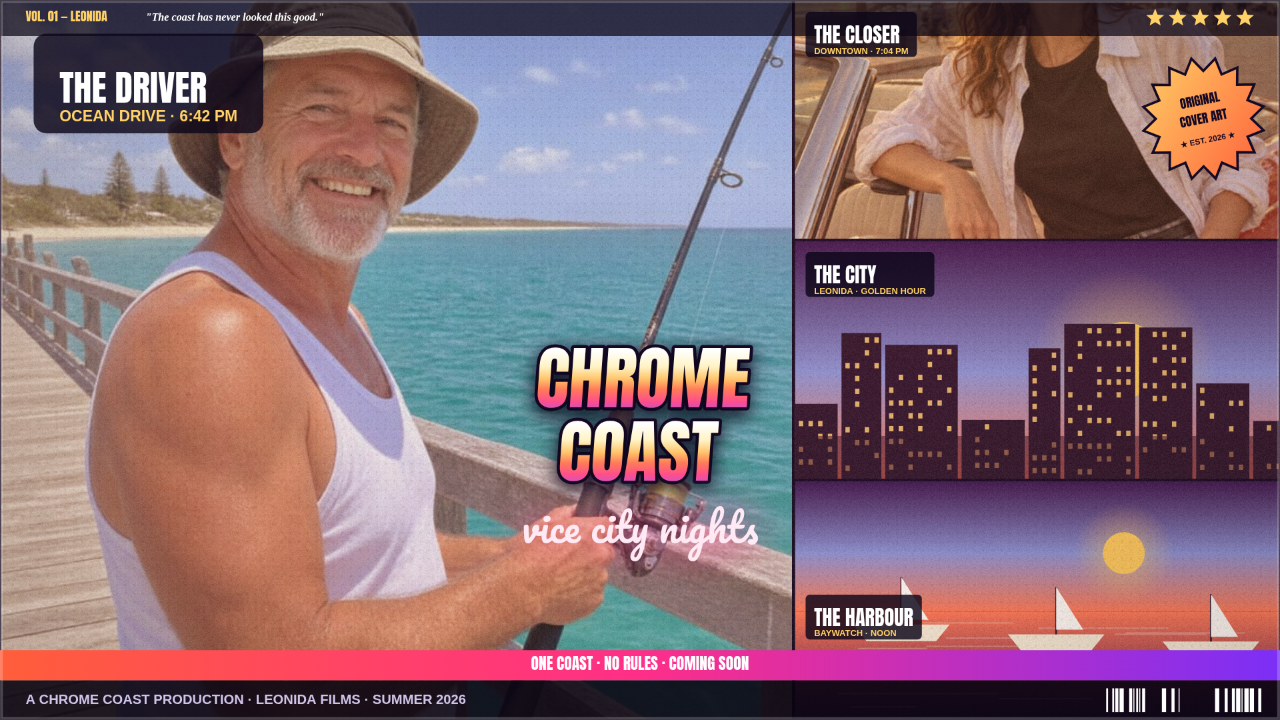 VOL. 01 — LEONIDA
"The coast has never looked this good."
THE DRIVER
OCEAN DRIVE · 6:42 PM
THE CLOSER
DOWNTOWN · 7:04 PM
ORIGINAL
COVER ART
★ EST. 2026 ★
THE CITY
LEONIDA · GOLDEN HOUR
CHROME
COAST
vice city nights
THE HARBOUR
BAYWATCH · NOON
ONE COAST · NO RULES · COMING SOON
A CHROME COAST PRODUCTION · LEONIDA FILMS · SUMMER 2026